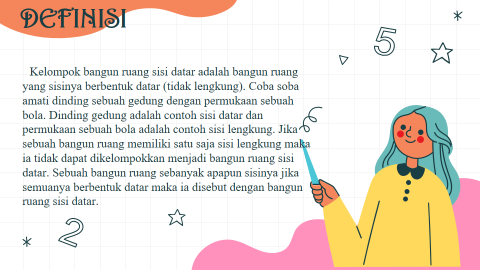 DEFINISI
5
Kelompok bangun ruang sisi datar adalah bangun ruang
yang sisinya berbentuk datar (tidak lengkung). Coba soba
amati dinding sebuah gedung dengan permukaan sebuah
bola. Dinding gedung adalah contoh sisi datar dan
permukaan sebuah bola adalah contoh sisi lengkung. Jika
sebuah bangun ruang memiliki satu saja sisi lengkung maka
ia tidak dapat dikelompokkan menjadi bangun ruang sisi
datar. Sebuah bangun ruang sebanyak apapun sisinya jika
semuanya berbentuk datar maka ia disebut dengan bangun
ruang sisi datar.
2